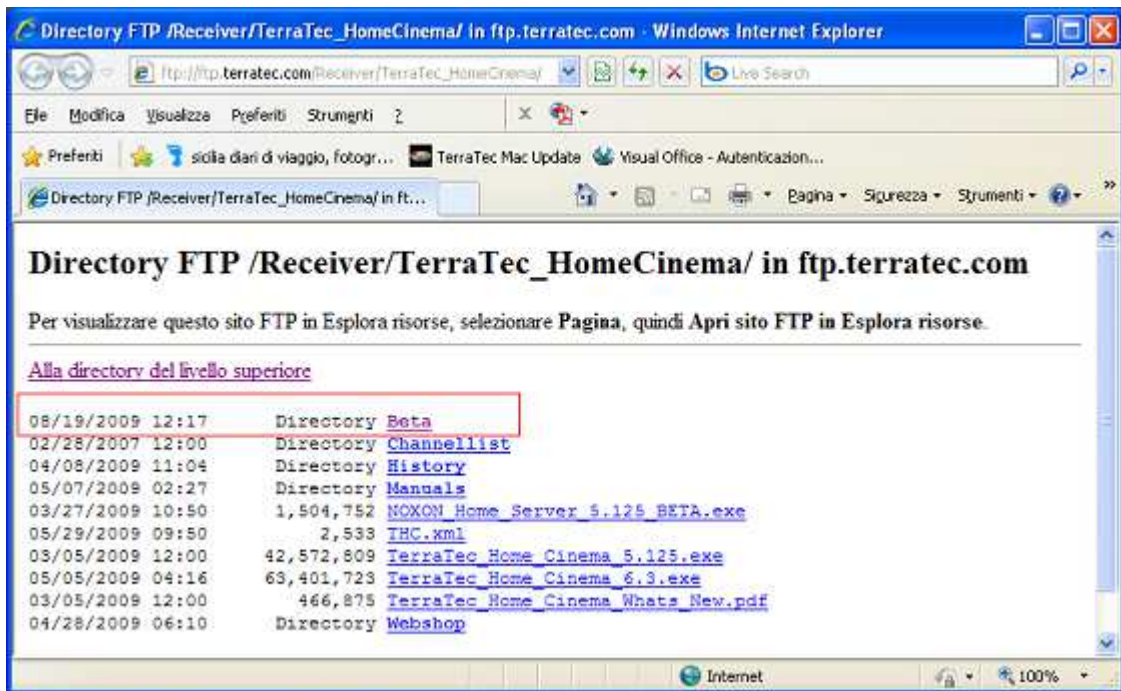 Directory FTP /Receiver/TerraTec_HomeCinema/ in ftp.terratec.com - Windows Internet Explorer
ftp://ftp.terratec.com/Receiver/TerraTec_HomeCinema/ Live Search
File Modifica Visualizza Preferiti Strumenti ?
Preferiti sicilia diari di viaggio, fotogr... TerraTec Mac Update Visual Office - Autenticazion...
Directory FTP /Receiver/TerraTec_HomeCinema/ in ft... Pagina Sicurezza Strumenti
Directory FTP /Receiver/TerraTec_HomeCinema/ in ftp.terratec.com
Per visualizzare questo sito FTP in Esplora risorse, selezionare Pagina, quindi Apri sito FTP in Esplora risorse.
Alla directory del livello superiore
08/19/2009 12:17 Directory Beta
02/28/2007 12:00 Directory Channellist
04/08/2009 11:04 Directory History
05/07/2009 02:27 Directory Manuals
03/27/2009 10:50 1,504,752 NOXON_Home_Server_5.125_BETA.exe
05/29/2009 09:50 2,533 THC.xml
03/05/2009 12:00 42,572,809 TerraTec_Home_Cinema_5.125.exe
05/05/2009 04:16 63,401,723 TerraTec_Home_Cinema_6.3.exe
03/05/2009 12:00 466,875 TerraTec_Home_Cinema_Whats_New.pdf
04/28/2009 06:10 Directory Webshop
Internet 100%